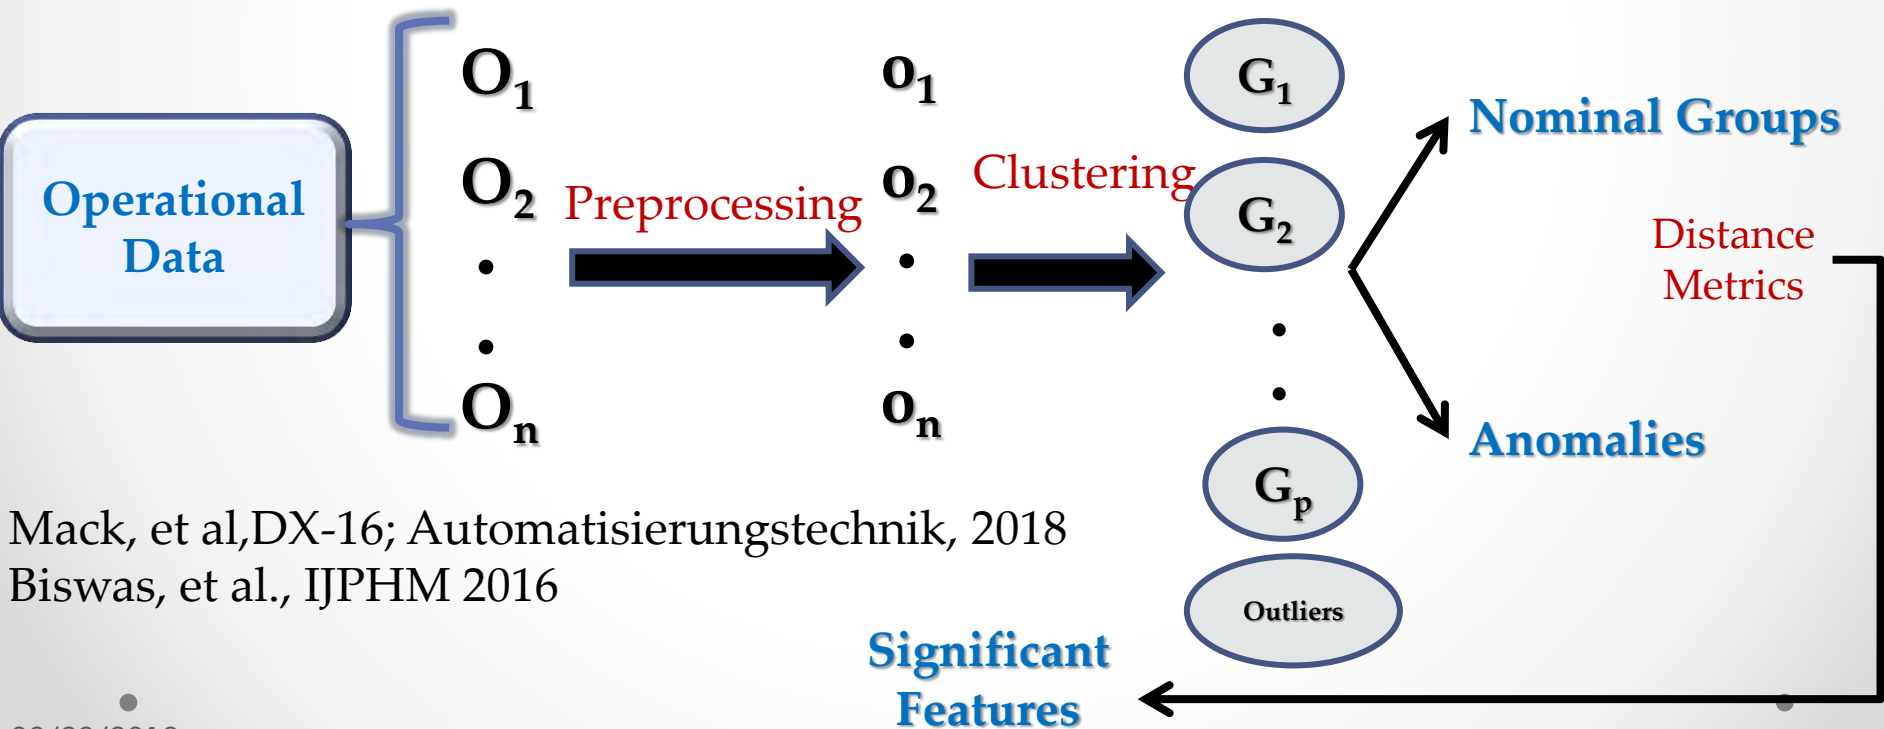 Operational
Data
O1
O2
.
.
On
Preprocessing
o1
o2
.
.
on
Clustering
G1
G2
.
.
Gp
Outliers
Nominal Groups
Distance
Metrics
Anomalies
Mack, et al,DX-16; Automatisierungstechnik, 2018
Biswas, et al., IJPHM 2016
Significant
Features